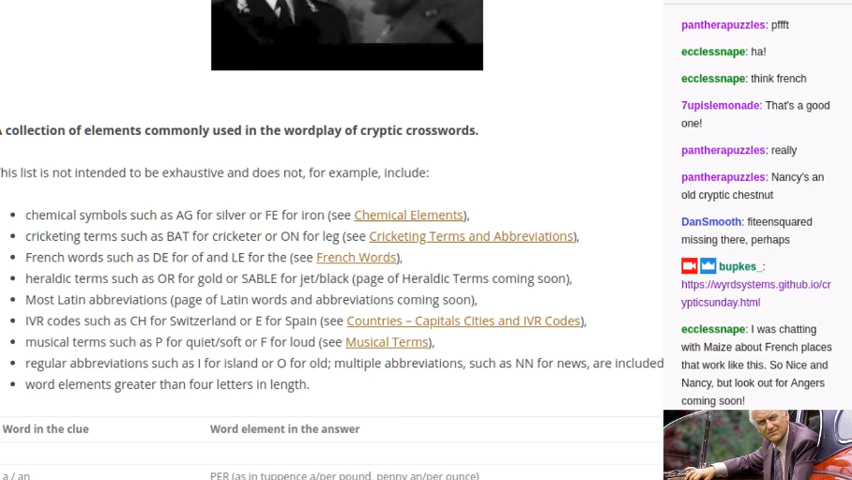 A collection of elements commonly used in the wordplay of cryptic crosswords.
This list is not intended to be exhaustive and does not, for example, include:
chemical symbols such as AG for silver or FE for iron (see Chemical Elements),
cricketing terms such as BAT for cricketer or ON for leg (see Cricketing Terms and Abbreviations),
French words such as DE for of and LE for the (see French Words),
heraldic terms such as OR for gold or SABLE for jet/black (page of Heraldic Terms coming soon),
Most Latin abbreviations (page of Latin words and abbreviations coming soon),
IVR codes such as CH for Switzerland or E for Spain (see Countries – Capitals Cities and IVR Codes),
musical terms such as P for quiet/soft or F for loud (see Musical Terms),
regular abbreviations such as I for island or O for old; multiple abbreviations, such as NN for news, are included
word elements greater than four letters in length.
Word in the clue Word element in the answer
a / an PER (as in tuppence a/per pound, penny an/per ounce)
pantherapuzzles: pffft
ecclessnape: ha!
ecclessnape: think french
7upislemonade: That's a good
one!
pantherapuzzles: really
pantherapuzzles: Nancy's an
old cryptic chestnut
DanSmooth: fiteensquared
missing there, perhaps
bupkes_:
https://wyrdsystems.github.io/cr
ypticsunday.html
ecclessnape: I was chatting
with Maize about French places
that work like this. So Nice and
Nancy, but look out for Angers
coming soon!